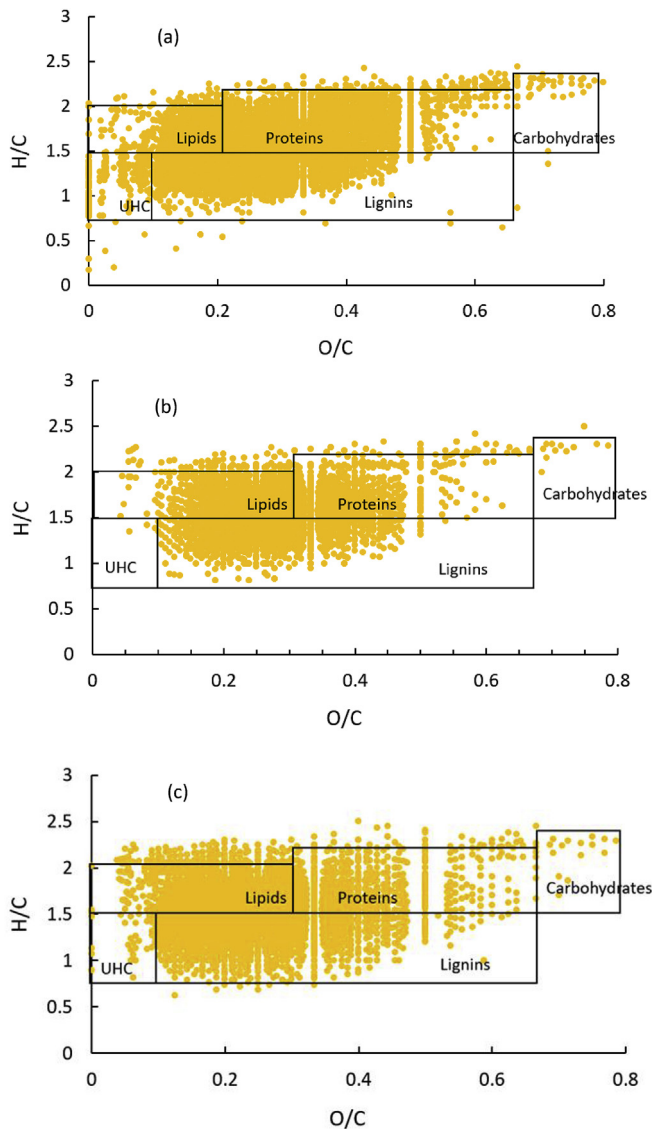 (a)
3
2.5
2
1.5
1
0.5
0
H/C
Lipids
Proteins
Carbohydrates
UHC
Lignins
0 0.2 0.4 0.6 0.8
O/C
(b)
3
2.5
2
1.5
1
0.5
0
H/C
Lipids
Proteins
Carbohydrates
UHC
Lignins
0 0.2 0.4 0.6 0.8
O/C
(c)
3
2.5
2
1.5
1
0.5
0
H/C
Lipids
Proteins
Carbohydrates
UHC
Lignins
0 0.2 0.4 0.6 0.8
O/C